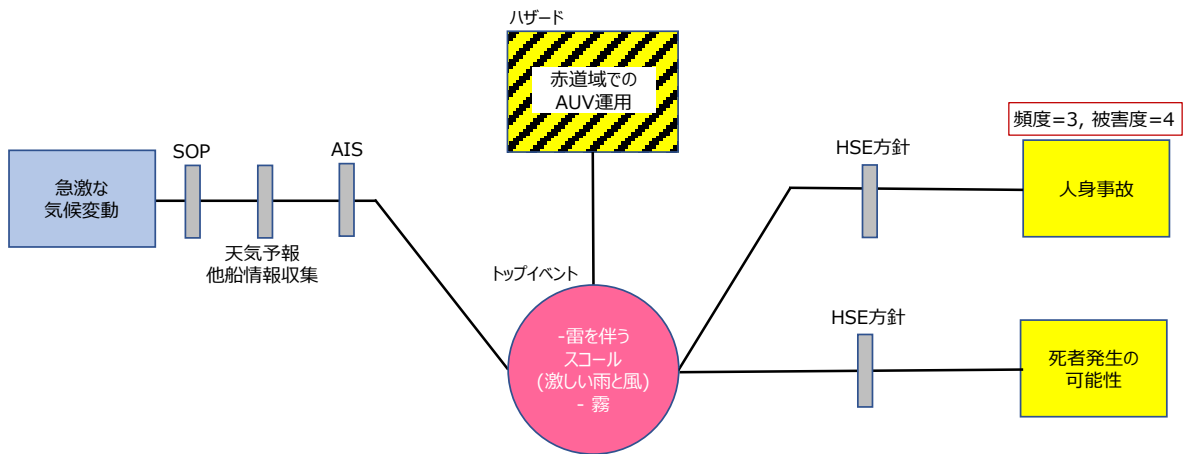 ハザード
赤道域での
AUV運用
頻度=3, 被害度=4
SOP
AIS
HSE方針
急激な
気候変動
人身事故
天気予報
他船情報収集
トップイベント
HSE方針
-雷を伴う
スコール
(激しい雨と風)
- 霧
死者発生の
可能性